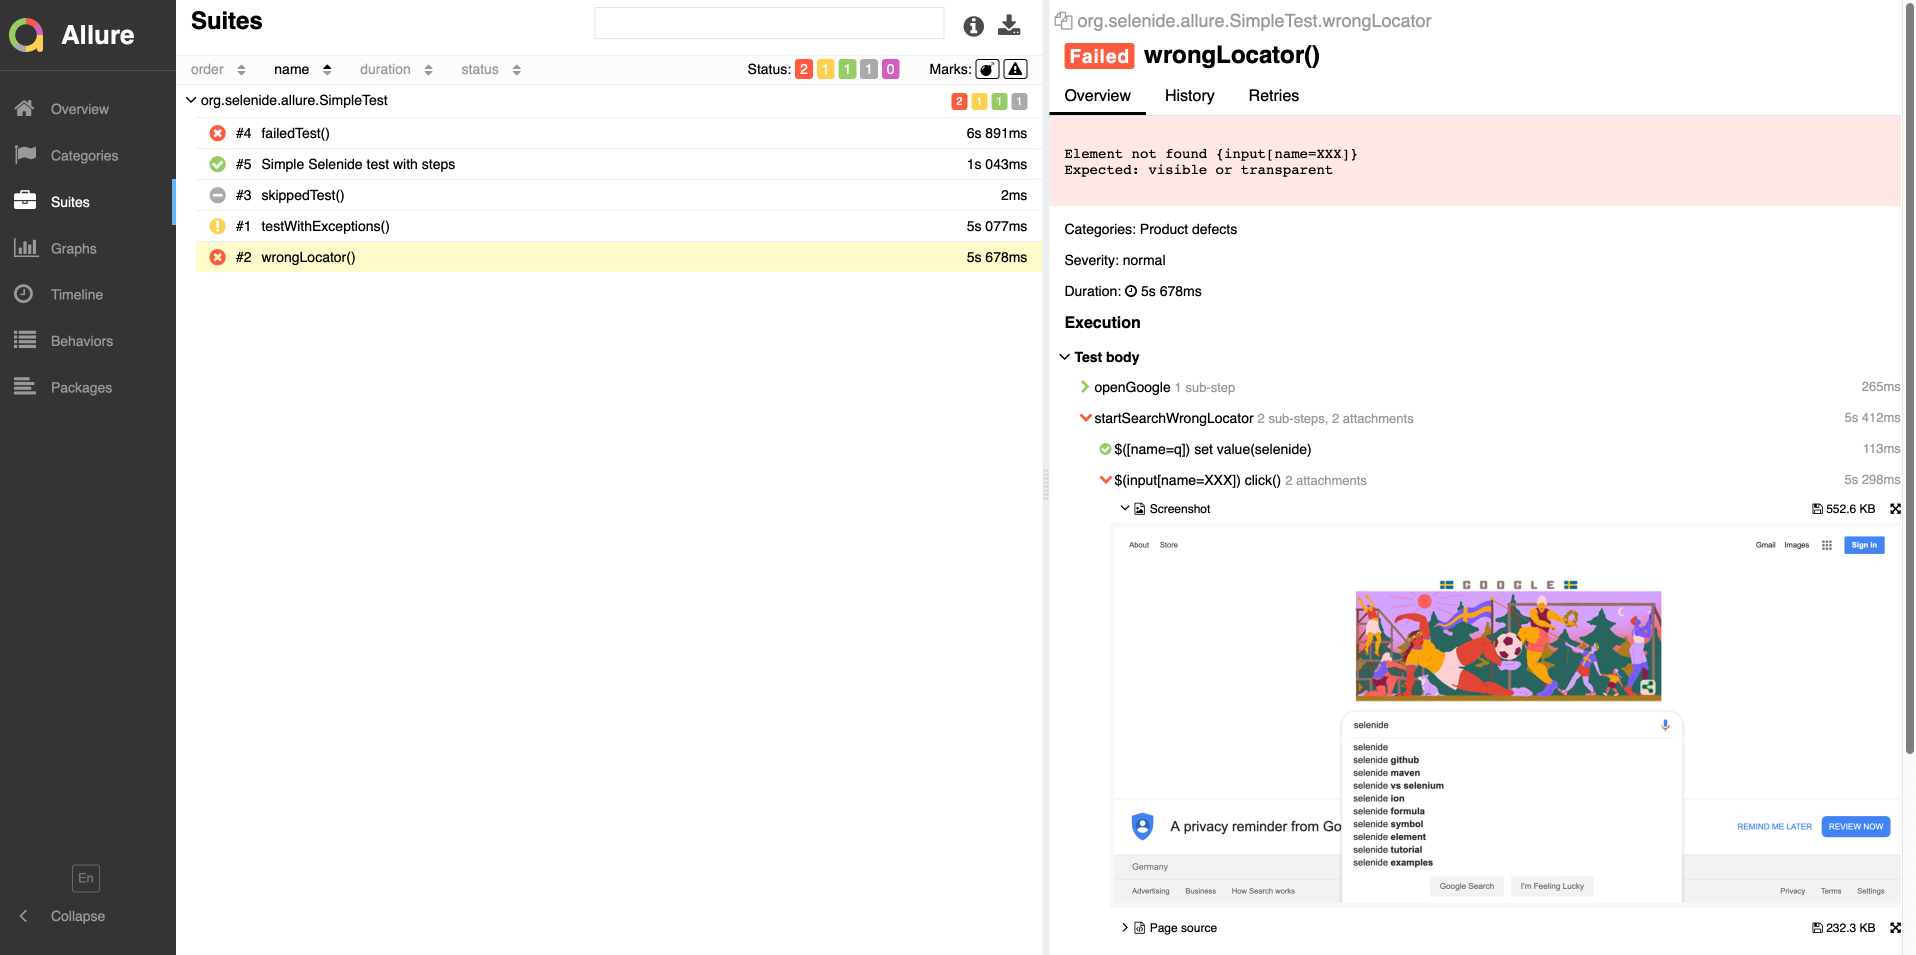 Allure
Overview
Categories
Suites
Graphs
Timeline
Behaviors
Packages
En
Collapse
Suites
order name duration status Status: 2 1 1 1 0 Marks:
org.selenide.allure.SimpleTest 2 1 1 1
#4 failedTest() 6s 891ms
#5 Simple Selenide test with steps 1s 043ms
#3 skippedTest() 2ms
#1 testWithExceptions() 5s 077ms
#2 wrongLocator() 5s 678ms
org.selenide.allure.SimpleTest.wrongLocator
Failed wrongLocator()
Overview History Retries
Element not found {input[name=XXX]}
Expected: visible or transparent
Categories: Product defects
Severity: normal
Duration: 5s 678ms
Execution
Test body
openGoogle 1 sub-step 265ms
startSearchWrongLocator 2 sub-steps, 2 attachments 5s 412ms
$([name=q]) set value(selenide) 113ms
$(input[name=XXX]) click() 2 attachments 5s 298ms
Screenshot 552.6 KB
About Store Gmail Images Sign in
GOOGLE
selenide
selenide
selenide github
selenide maven
selenide vs selenium
selenide ion
selenide formula
selenide symbol
selenide element
selenide tutorial
selenide examples
Google Search I'm Feeling Lucky
A privacy reminder from Go REMIND ME LATER REVIEW NOW
Germany
Advertising Business How Search works Privacy Terms Settings
Page source 232.3 KB